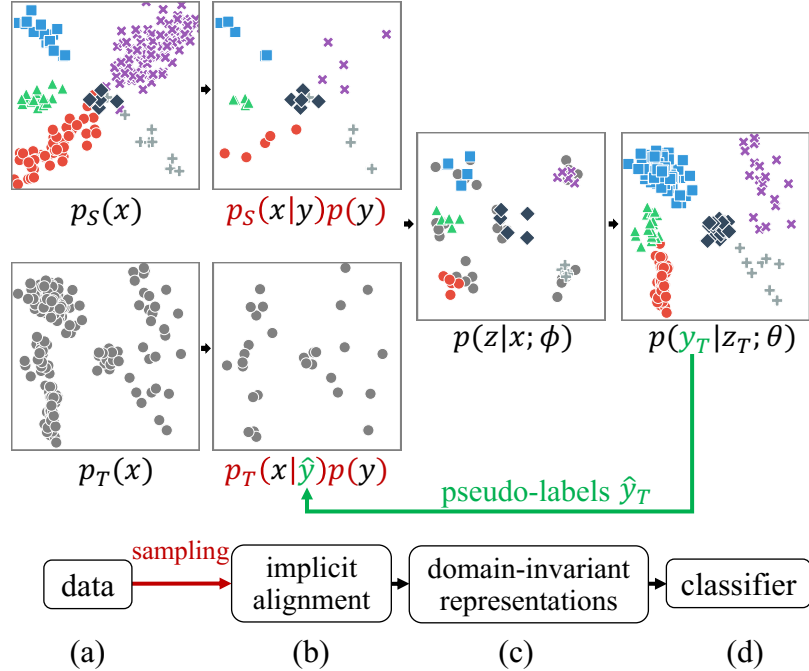 p_S(x)
p_S(x|y)p(y)
p(z|x; ϕ)
p(y_T|z_T; θ)
p_T(x)
p_T(x|ŷ)p(y)
pseudo-labels ŷ_T
sampling
data
implicit
alignment
domain-invariant
representations
classifier
(a)
(b)
(c)
(d)